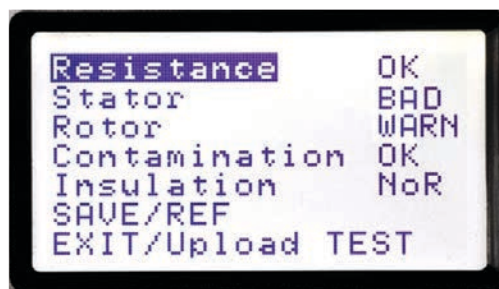 Resistance OK
Stator BAD
Rotor WARN
Contamination OK
Insulation NoR
SAVE/REF
EXIT/Upload TEST